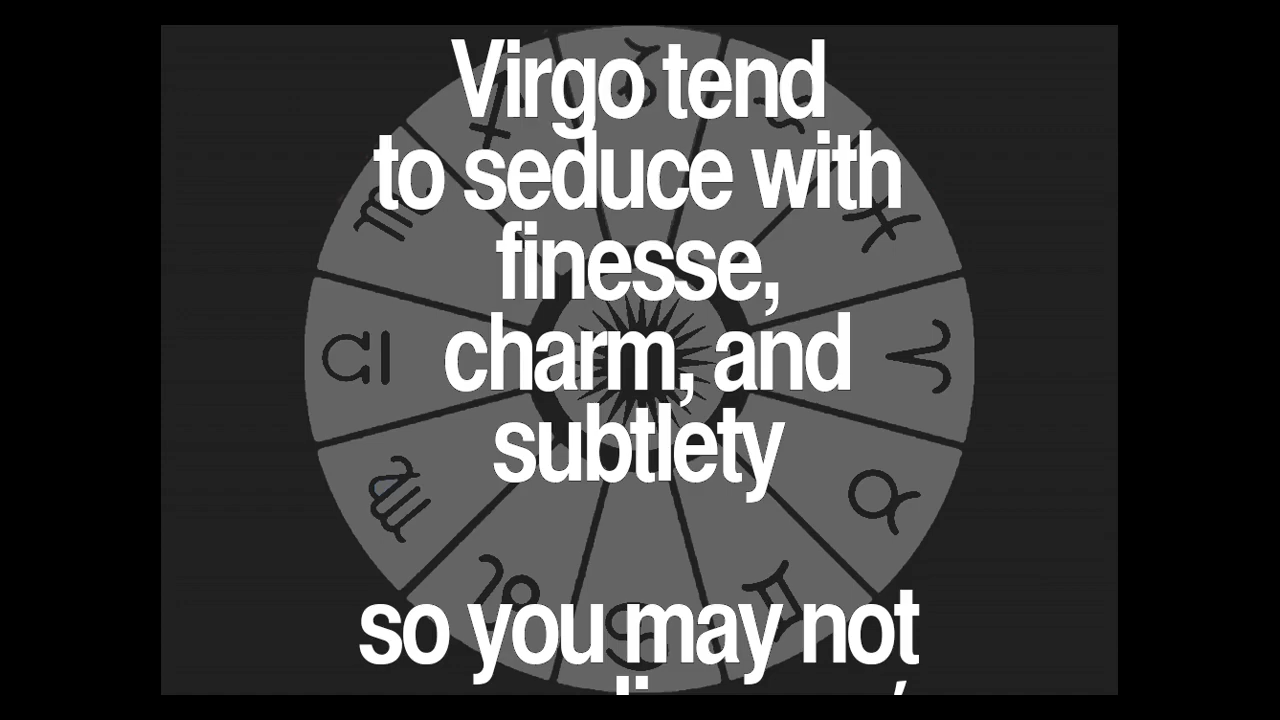 Virgo tend
to seduce with
finesse,
charm, and
subtlety
so you may not